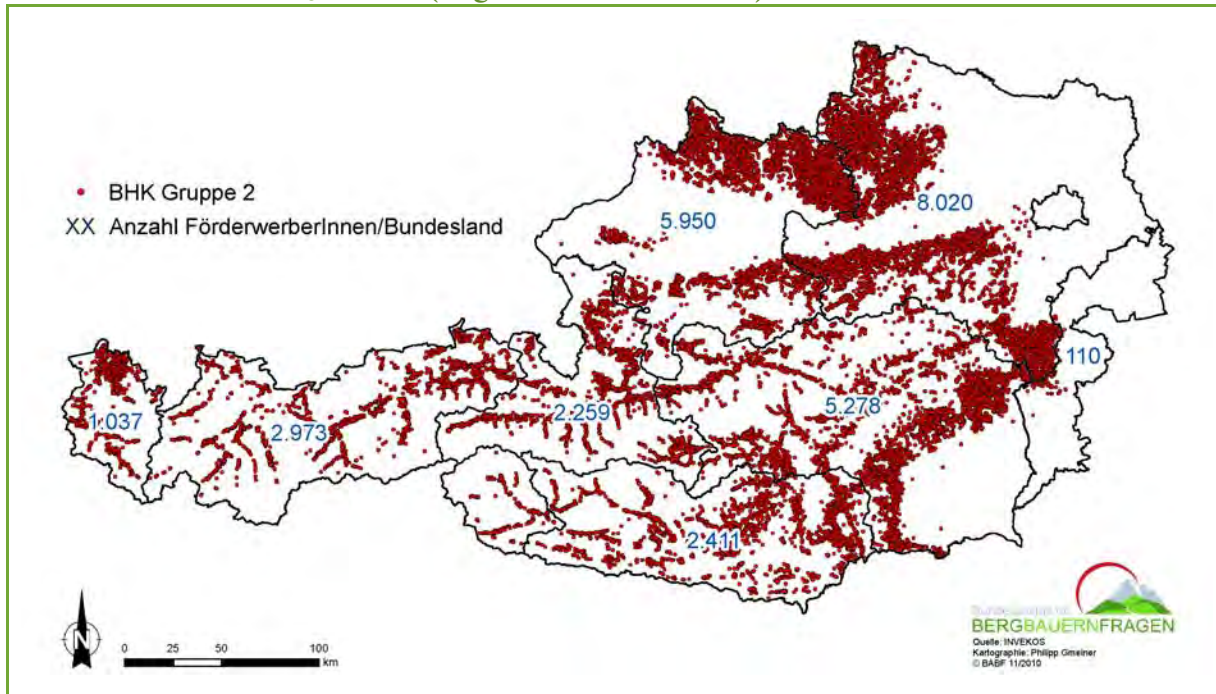 BHK Gruppe 2
XX Anzahl FörderwerberInnen/Bundesland
5.950
8.020
110
1.037
2.973
2.259
5.278
2.411
N
0 25 50 100
km
BERGBAUERNFRAGEN
Quelle: INVEKOS
Kartographie: Philipp Gmeiner
© BABF 11/2010